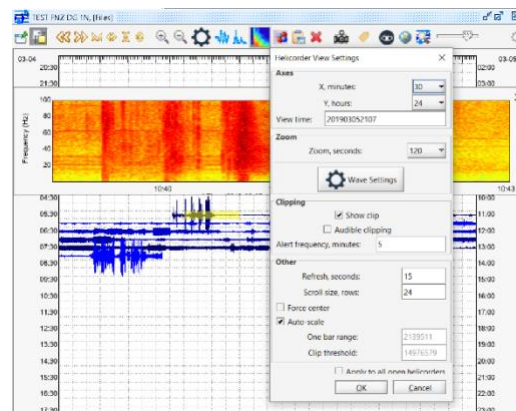 TEST FNZ DG 1N, [Files]
Helicorder View Settings
Axes
X, minutes: 30
Y, hours: 24
View time: 201903052107
Zoom
Zoom, seconds: 120
Wave Settings
Clipping
Show clip
Audible clipping
Alert frequency, minutes: 5
Other
Refresh, seconds: 15
Scroll size, rows: 24
Force center
Auto-scale
One bar range: 2139511
Clip threshold: 14976579
Apply to all open helicorders
OK Cancel
03-04
20:30
21:30
Frequency (Hz)
100
80
60
40
20
10:43
04:30
05:30
06:30
07:30
08:30
09:30
10:30
11:30
12:30
13:30
14:30
15:30
16:30
03-05
02:00
10:00
11:00
12:00
13:00
14:00
15:00
16:00
17:00
18:00
19:00
20:00
21:00
22:00